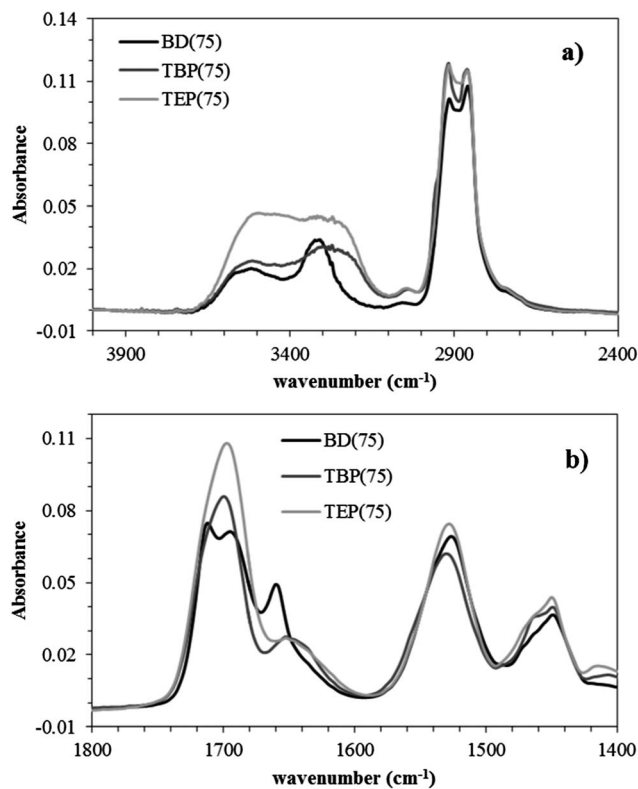 0.14
0.11
0.08
0.05
0.02
-0.01
Absorbance
BD(75)
TBP(75)
TEP(75)
a)
3900
3400
2900
2400
wavenumber (cm-1)
0.11
0.08
0.05
0.02
-0.01
Absorbance
BD(75)
TBP(75)
TEP(75)
b)
1800
1700
1600
1500
1400
wavenumber (cm-1)